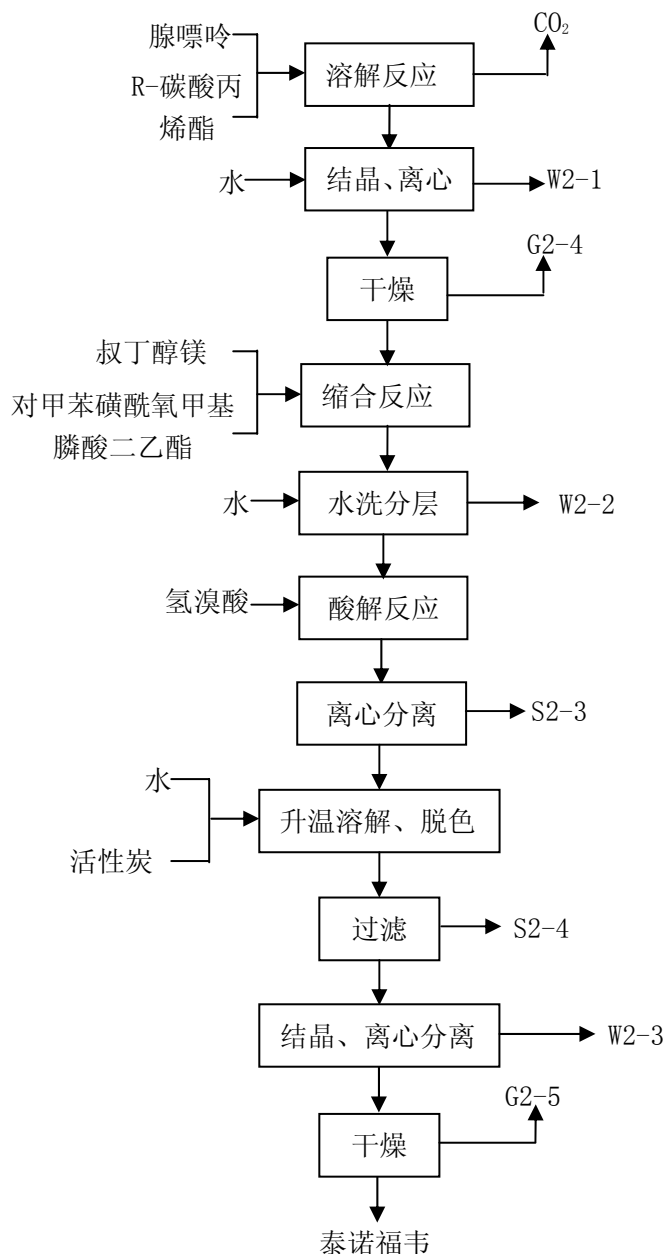 CO₂
腺嘌呤
R-碳酸丙
烯酯
溶解反应
水
结晶、离心
W2-1
G2-4
干燥
叔丁醇镁
对甲苯磺酰氧甲基
膦酸二乙酯
缩合反应
水
水洗分层
W2-2
氢溴酸
酸解反应
离心分离
S2-3
水
活性炭
升温溶解、脱色
过滤
S2-4
结晶、离心分离
W2-3
G2-5
干燥
泰诺福韦